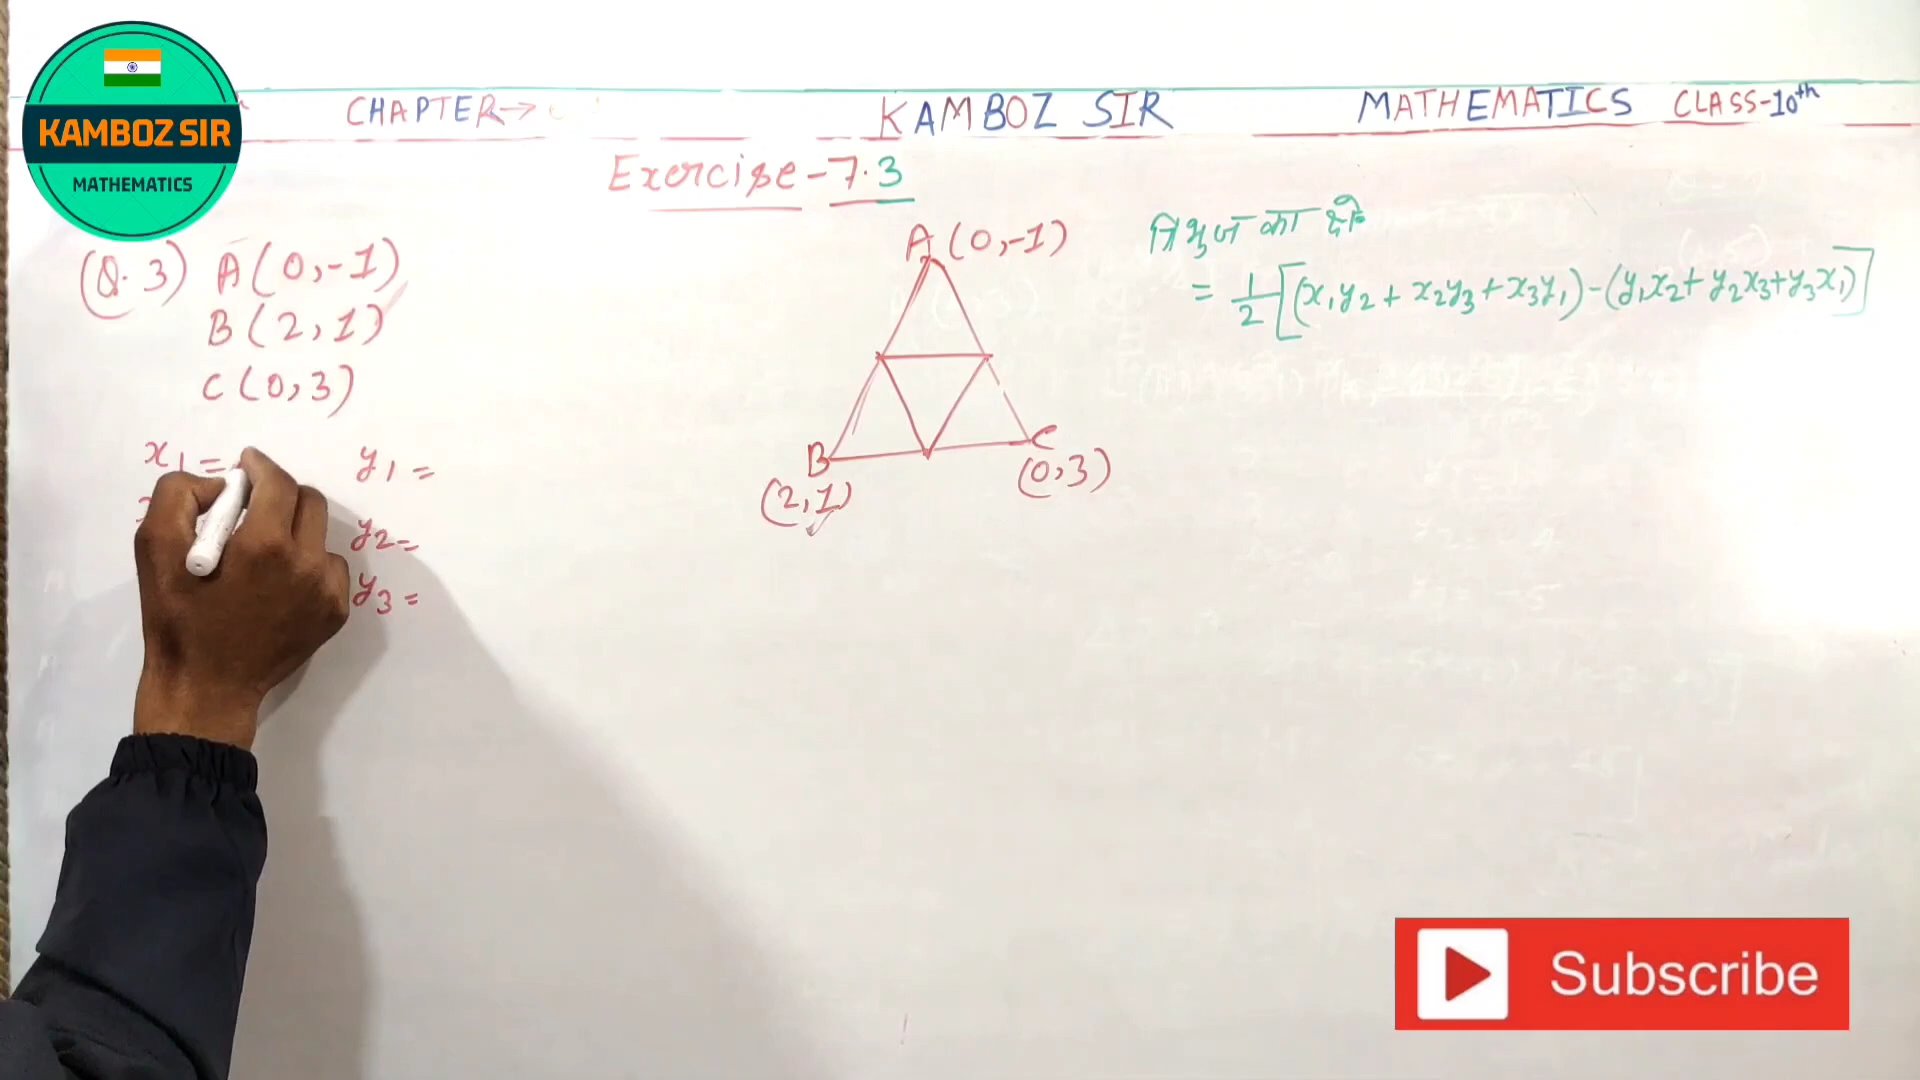 KAMBOZ SIR
MATHEMATICS
CHAPTER→
KAMBOZ SIR
MATHEMATICS CLASS-10th
Exercise-7.3
(Q.3) A(0,-1)
B(2,1)
C(0,3)
x₁=
y₁=
y₂=
y₃=
A(0,-1)
B
(2,1)
C
(0,3)
त्रिभुज का क्षे०
= 1/2[(x₁y₂+x₂y₃+x₃y₁)-(y₁x₂+y₂x₃+y₃x₁)]
Subscribe